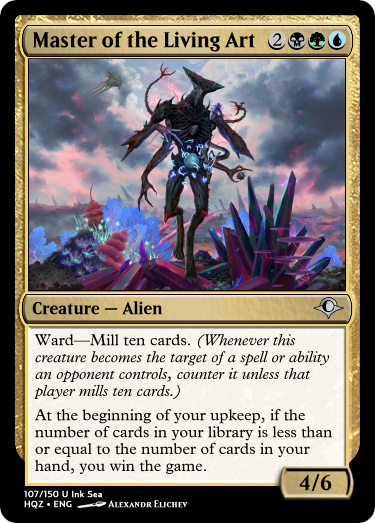 Master of the Living Art 2
Creature — Alien
Ward—Mill ten cards. (Whenever this
creature becomes the target of a spell or ability
an opponent controls, counter it unless that
player mills ten cards.)
At the beginning of your upkeep, if the
number of cards in your library is less than
or equal to the number of cards in your
hand, you win the game.
4/6
107/150 U Ink Sea
HQZ • ENG Alexandr Elichev